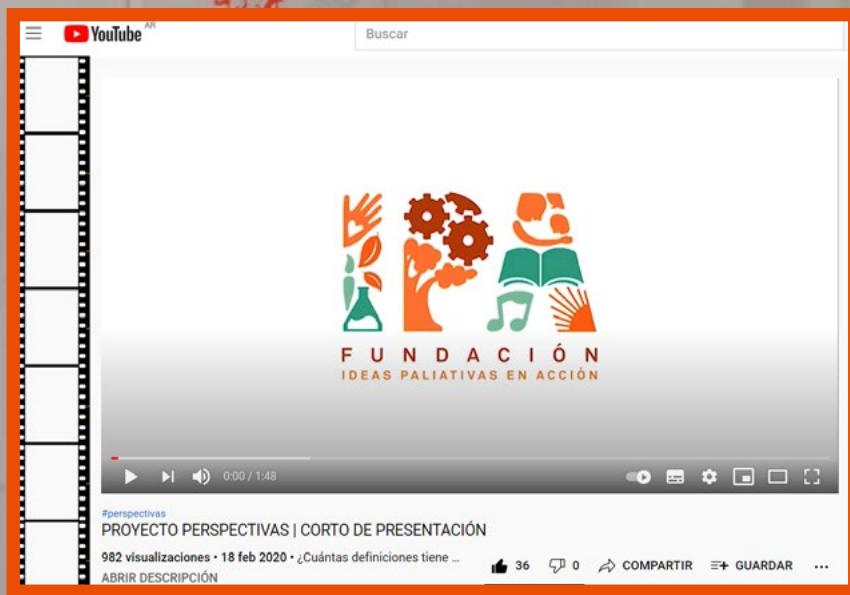 YouTube AR
Buscar
FUNDACIÓN
IDEAS PALIATIVAS EN ACCIÓN
0:00 / 1:48
#perspectivas
PROYECTO PERSPECTIVAS | CORTO DE PRESENTACIÓN
982 visualizaciones • 18 feb 2020 • ¿Cuántas definiciones tiene ...
36 0 COMPARTIR GUARDAR ...
ABRIR DESCRIPCIÓN